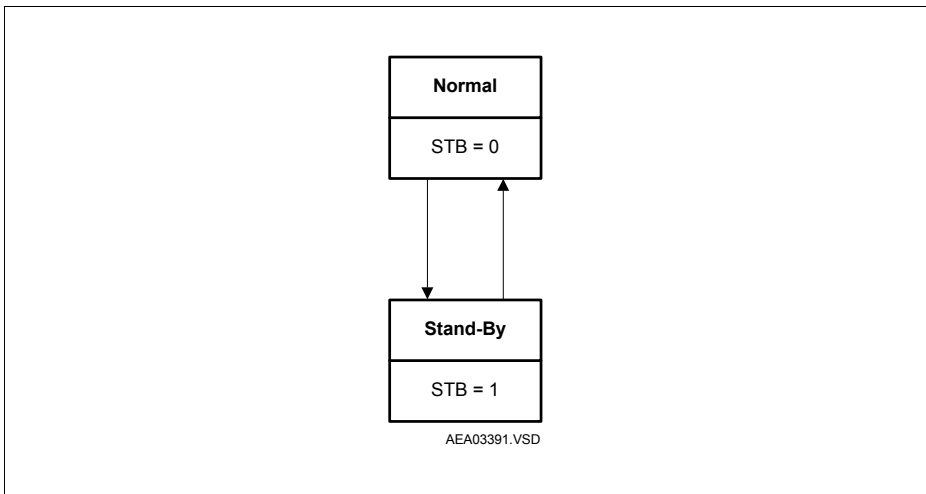 Normal
STB = 0
Stand-By
STB = 1
AEA03391.VSD